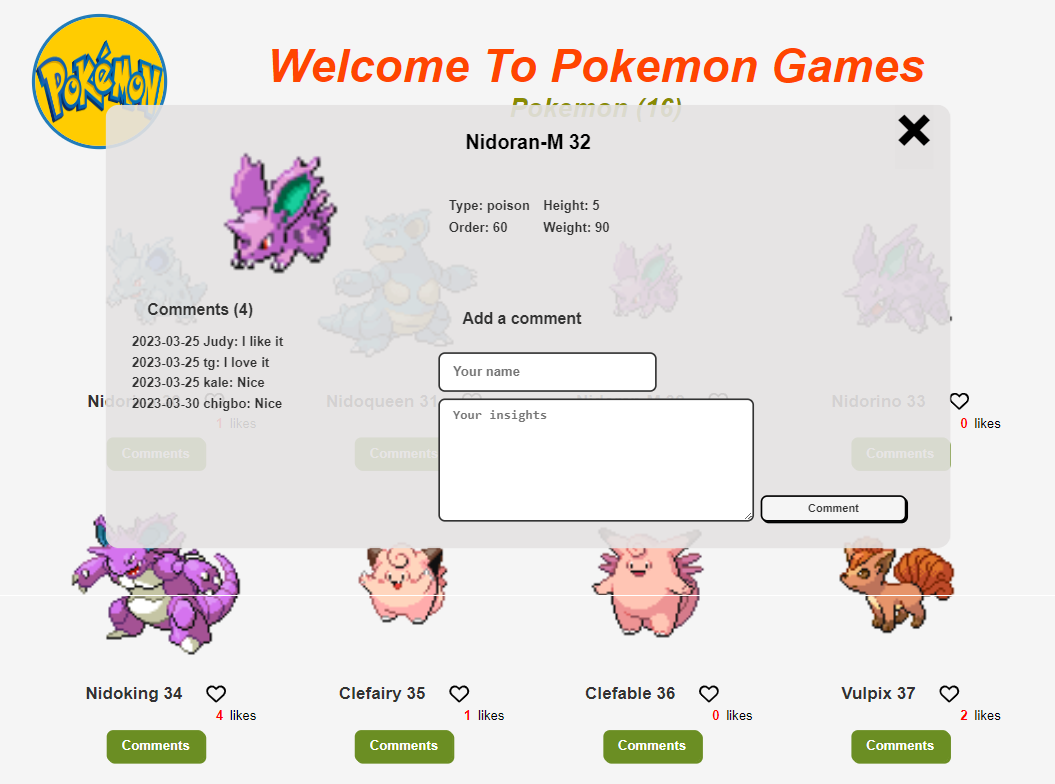 POKéMON
Welcome To Pokemon Games
Pokemon (16)
Nidoran-M 32
Type: poison Height: 5
Order: 60 Weight: 90
Comments (4)
2023-03-25 Judy: I like it
2023-03-25 tg: I love it
2023-03-25 kale: Nice
2023-03-30 chigbo: Nice
Add a comment
Your name
Your insights
Comment
Nidoqueen 31
Nidorino 33
1 likes
0 likes
Comments
Comments
Comments
Nidoking 34
Clefairy 35
Clefable 36
Vulpix 37
4 likes
1 likes
0 likes
2 likes
Comments
Comments
Comments
Comments